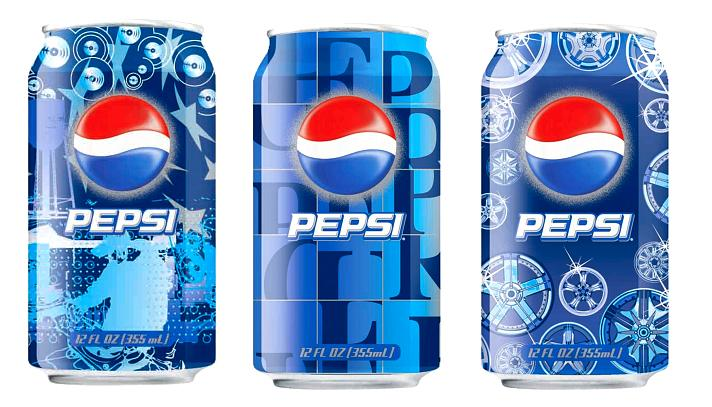 PEPSI
12 FL OZ (355 mL)
PEPSI
12 FL OZ (355mL)
PEPSI
12 FL OZ (355mL)